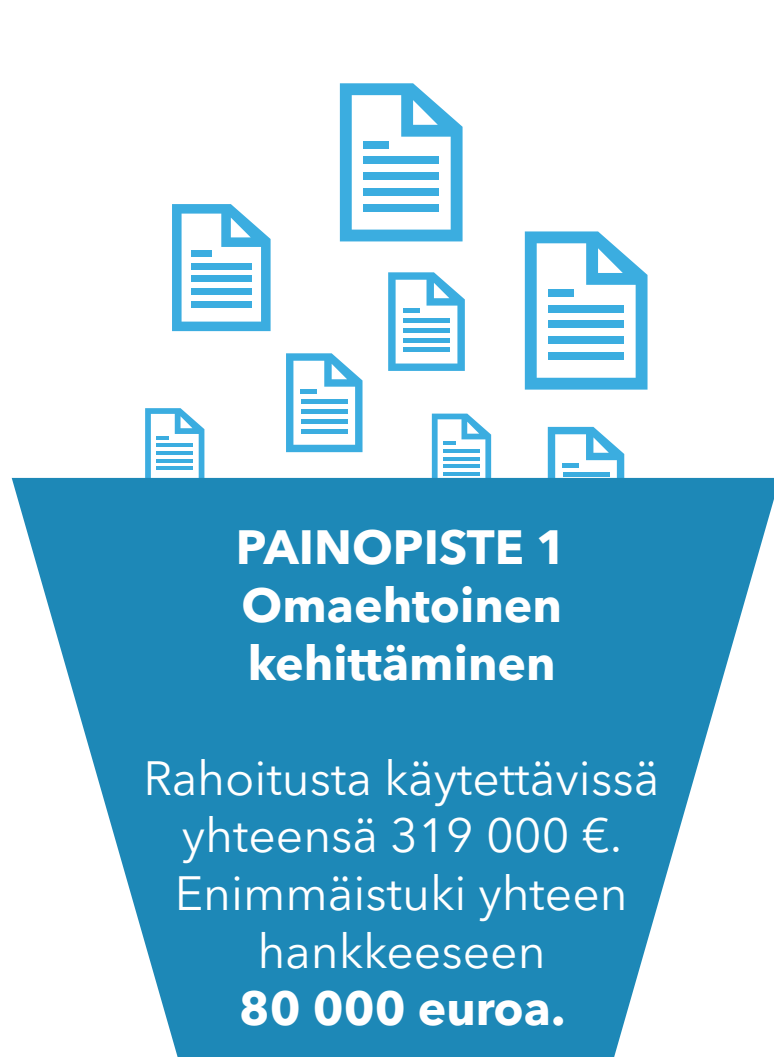 PAINOPISTE 1
Omaehtoinen
kehittäminen
Rahoitusta käytettävissä
yhteensä 319 000 €.
Enimmäistuki yhteen
hankkeeseen
80 000 euroa.